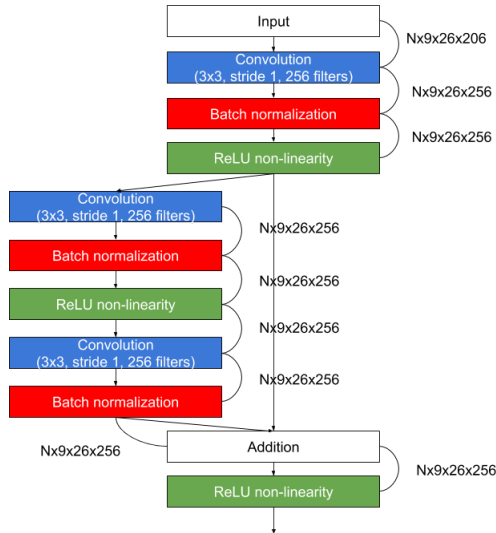 Input
Nx9x26x206
Convolution
(3x3, stride 1, 256 filters)
Nx9x26x256
Batch normalization
Nx9x26x256
ReLU non-linearity
Convolution
(3x3, stride 1, 256 filters)
Nx9x26x256
Batch normalization
Nx9x26x256
ReLU non-linearity
Nx9x26x256
Convolution
(3x3, stride 1, 256 filters)
Nx9x26x256
Batch normalization
Nx9x26x256
Addition
Nx9x26x256
ReLU non-linearity